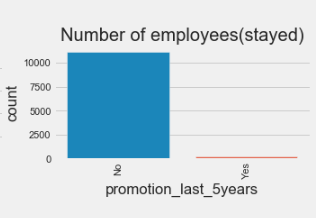 Number of employees(stayed)
10000
7500
5000
2500
0
count
No
Yes
promotion_last_5years